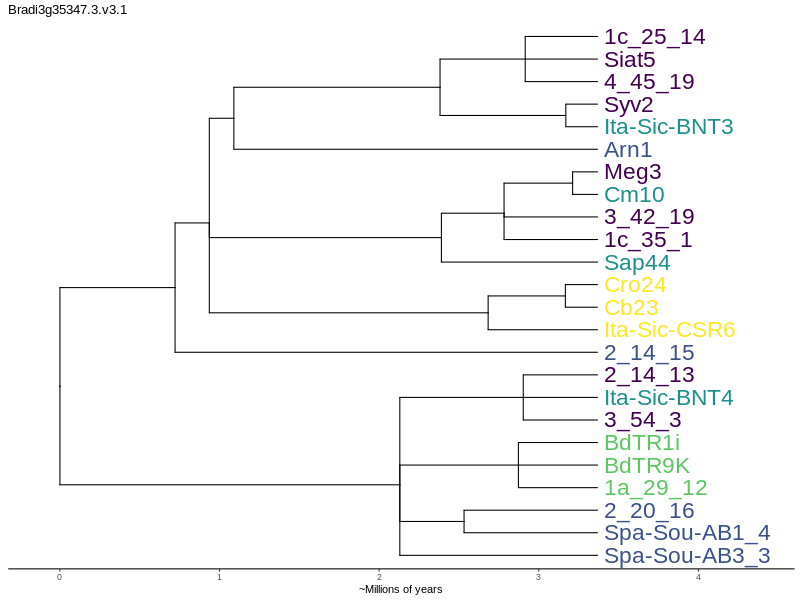 Bradi3g35347.3.v3.1
1c_25_14
Siat5
4_45_19
Syv2
Ita-Sic-BNT3
Arn1
Meg3
Cm10
3_42_19
1c_35_1
Sap44
Cro24
Cb23
Ita-Sic-CSR6
2_14_15
2_14_13
Ita-Sic-BNT4
3_54_3
BdTR1i
BdTR9K
1a_29_12
2_20_16
Spa-Sou-AB1_4
Spa-Sou-AB3_3
0 1 2 3 4
~Millions of years